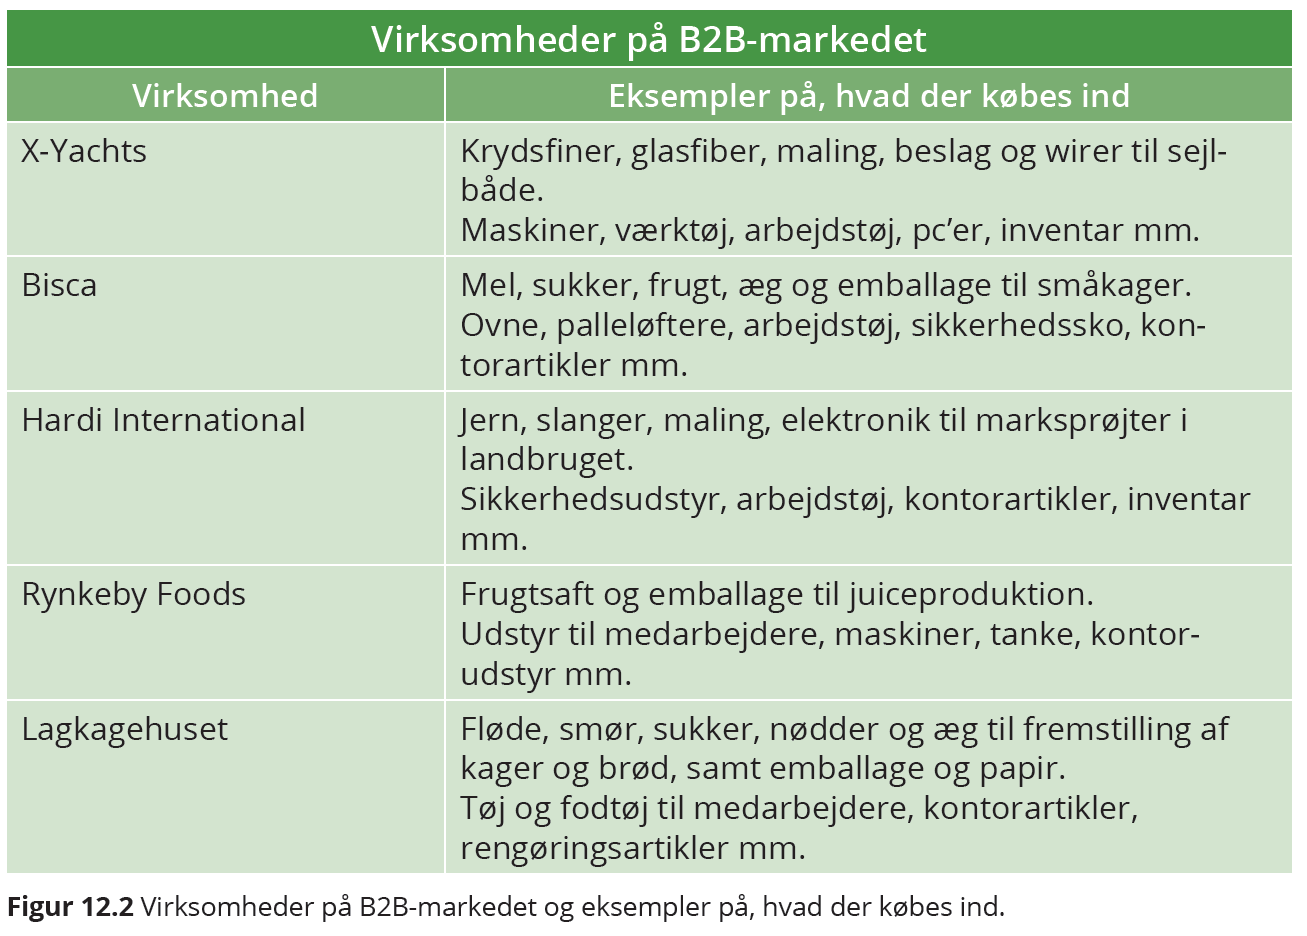 Virksomheder på B2B-markedet
Virksomhed
Eksempler på, hvad der købes ind
X-Yachts
Krydsfiner, glasfiber, maling, beslag og wirer til sejl-
både.
Maskiner, værktøj, arbejdstøj, pc’er, inventar mm.
Bisca
Mel, sukker, frugt, æg og emballage til småkager.
Ovne, palleløftere, arbejdstøj, sikkerhedssko, kon-
torartikler mm.
Hardi International
Jern, slanger, maling, elektronik til marksprøjter i
landbruget.
Sikkerhedsudstyr, arbejdstøj, kontorartikler, inventar
mm.
Rynkeby Foods
Frugtsaft og emballage til juiceproduktion.
Udstyr til medarbejdere, maskiner, tanke, kontor-
udstyr mm.
Lagkagehuset
Fløde, smør, sukker, nødder og æg til fremstilling af
kager og brød, samt emballage og papir.
Tøj og fodtøj til medarbejdere, kontorartikler,
rengøringsartikler mm.
Figur 12.2 Virksomheder på B2B-markedet og eksempler på, hvad der købes ind.